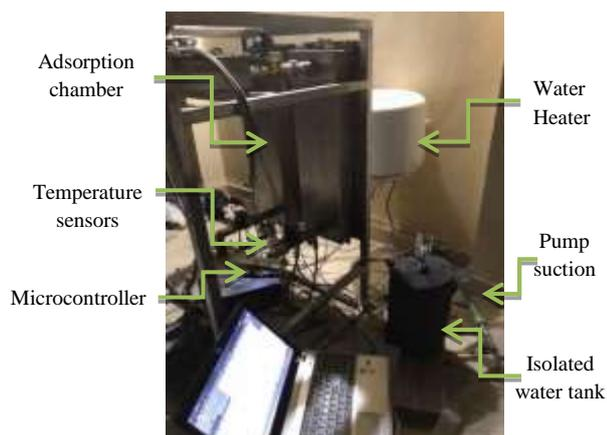 Adsorption
chamber
Temperature
sensors
Microcontroller
Water
Heater
Pump
suction
Isolated
water tank